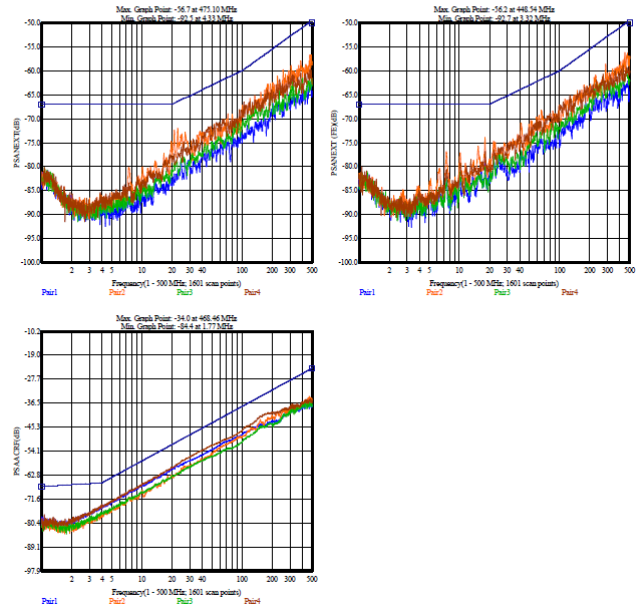 Max. Graph Point: -56.7 at 475.10 MHz
Min. Graph Point: -92.5 at 4.33 MHz
-50.0
-55.0
-60.0
-65.0
-70.0
-75.0
-80.0
-85.0
-90.0
-95.0
-100.0
PSANEXT(dB)
2 3 4 5 10 20 30 40 100 200 300 500
Frequency(1 - 500 MHz; 1601 scan points)
Pair1 Pair2 Pair3 Pair4
Max. Graph Point: -56.2 at 448.54 MHz
Min. Graph Point: -92.7 at 3.32 MHz
-50.0
-55.0
-60.0
-65.0
-70.0
-75.0
-80.0
-85.0
-90.0
-95.0
-100.0
PSANEXT (FE)(dB)
2 3 4 5 10 20 30 40 100 200 300 500
Frequency(1 - 500 MHz; 1601 scan points)
Pair1 Pair2 Pair3 Pair4
Max. Graph Point: -34.0 at 468.46 MHz
Min. Graph Point: -84.4 at 1.77 MHz
-10.2
-19.0
-27.7
-36.5
-45.3
-54.1
-62.8
-71.6
-80.4
-89.1
-97.9
2 3 4 5 10 20 30 40 100 200 300 500
Frequency(1 - 500 MHz; 1601 scan points)
Pair1 Pair2 Pair3 Pair4